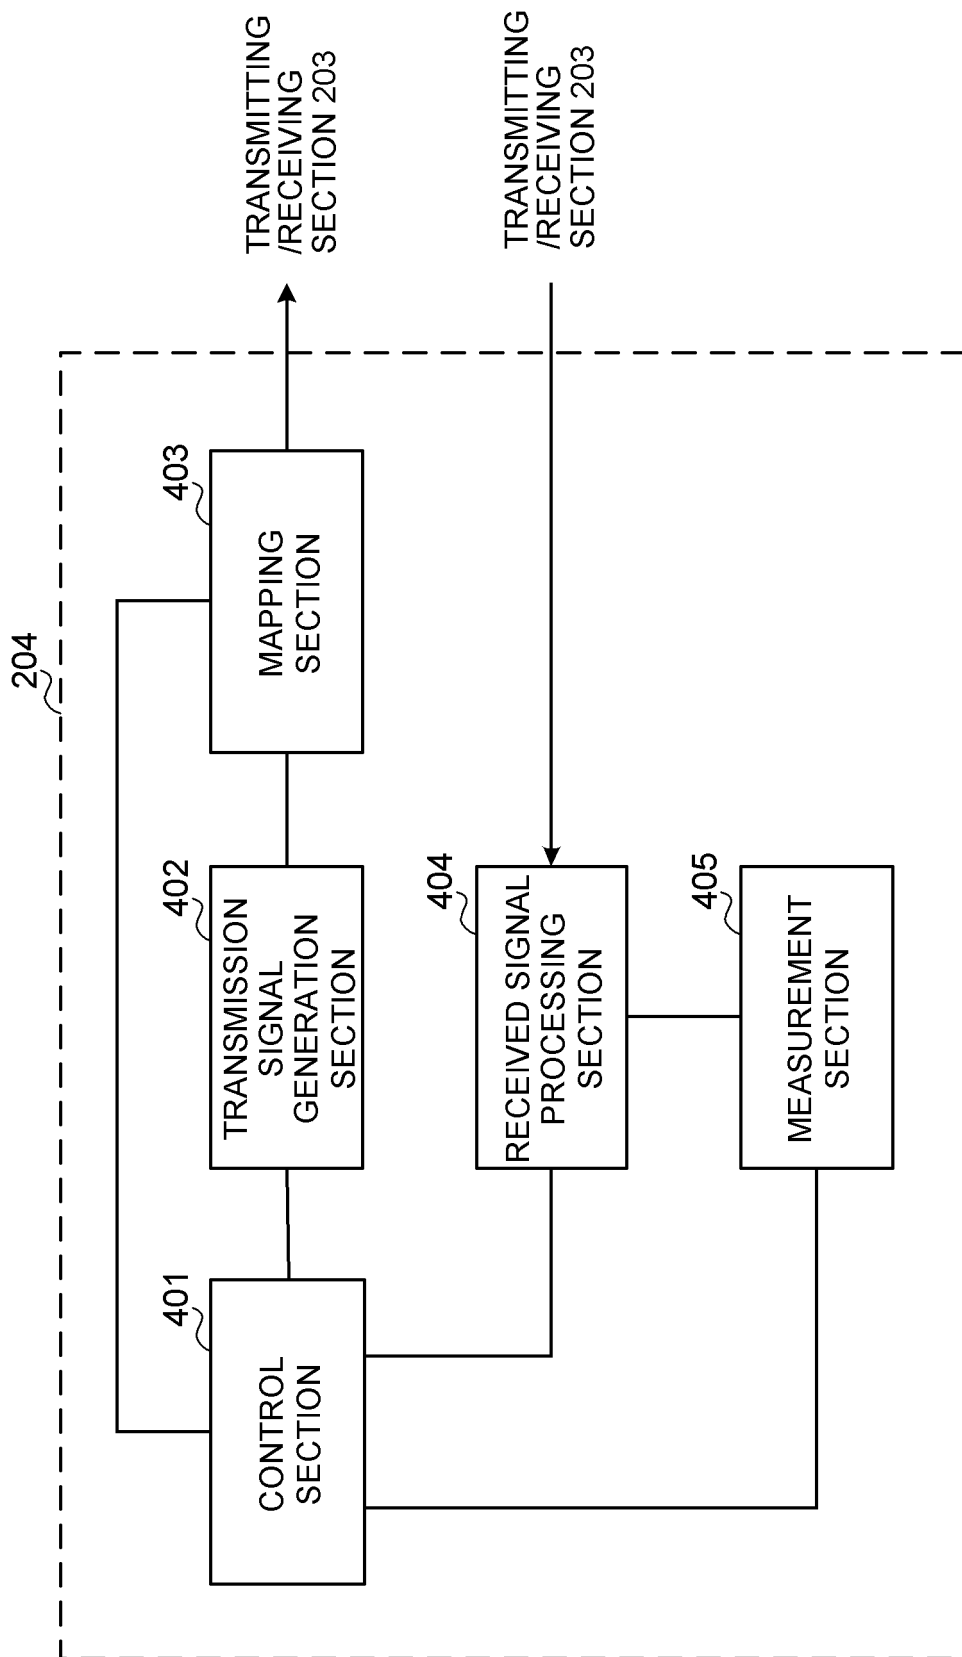 204
401
CONTROL
SECTION
402
TRANSMISSION
SIGNAL
GENERATION
SECTION
403
MAPPING
SECTION
TRANSMITTING
/RECEIVING
SECTION 203
404
RECEIVED SIGNAL
PROCESSING
SECTION
TRANSMITTING
/RECEIVING
SECTION 203
405
MEASUREMENT
SECTION